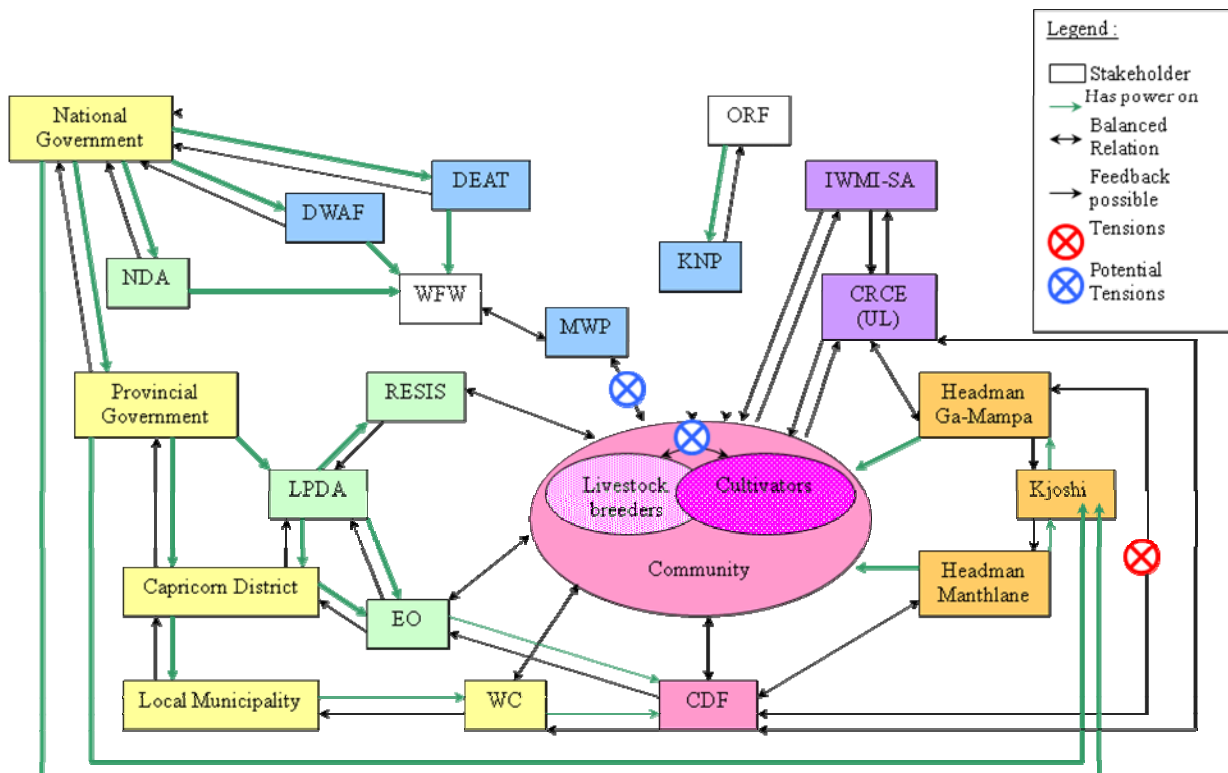 Legend :
Stakeholder
Has power on
Balanced
Relation
Feedback
possible
Tensions
Potential
Tensions
National
Government
ORF
DEAT
IWMI-SA
DWAF
KNP
NDA
WFW
CRCE
(UL)
MWP
Provincial
Government
RESIS
Headman
Ga-Mampa
LPDA
Livestock
breeders
Cultivators
Kjoshi
Community
Capricorn District
EO
Headman
Manthlane
Local Municipality
WC
CDF